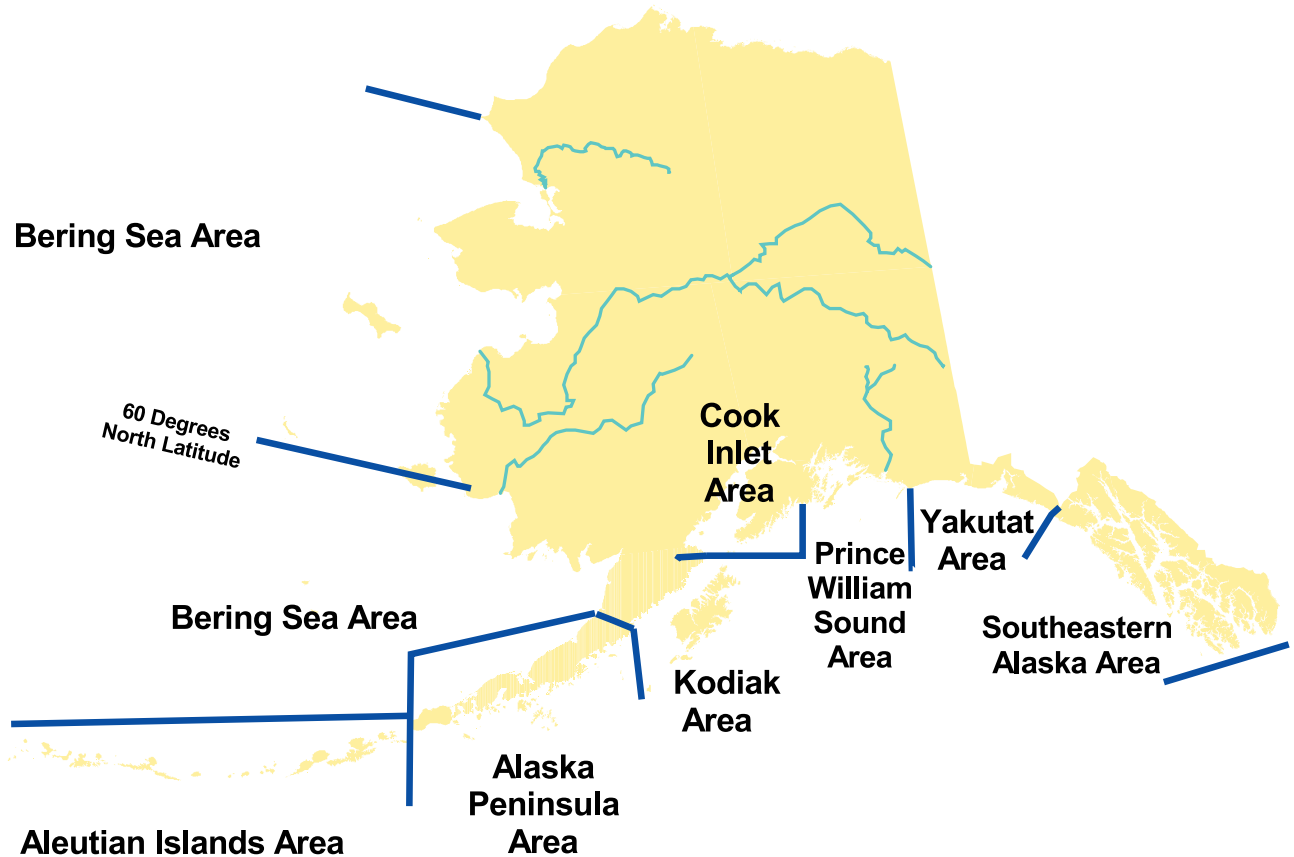 Bering Sea Area
60 Degrees
North Latitude
Cook
Inlet
Area
Yakutat
Area
Prince
William
Sound
Area
Bering Sea Area
Southeastern
Alaska Area
Kodiak
Area
Alaska
Peninsula
Area
Aleutian Islands Area